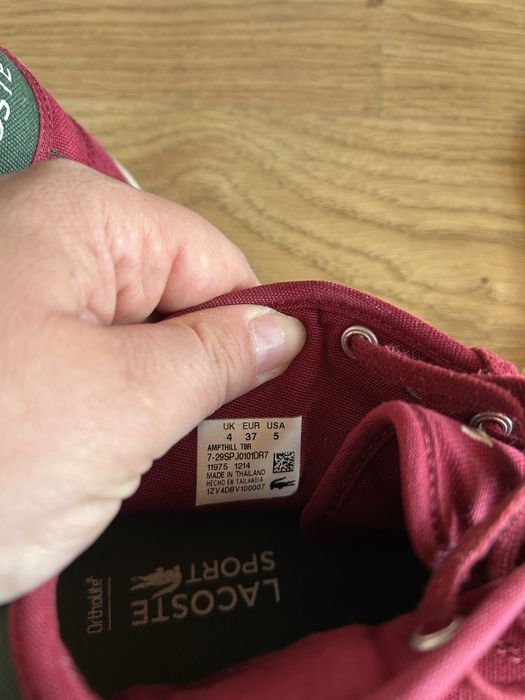 UK EUR USA
4 37 5
AMPTHILL TBR
7-29SPJ0101DR7
11975 1214
MADE IN THAILAND
HECHO EN TAILANDIA
1ZV4DBV100007
LACOSTE
SPORT
Ortholite